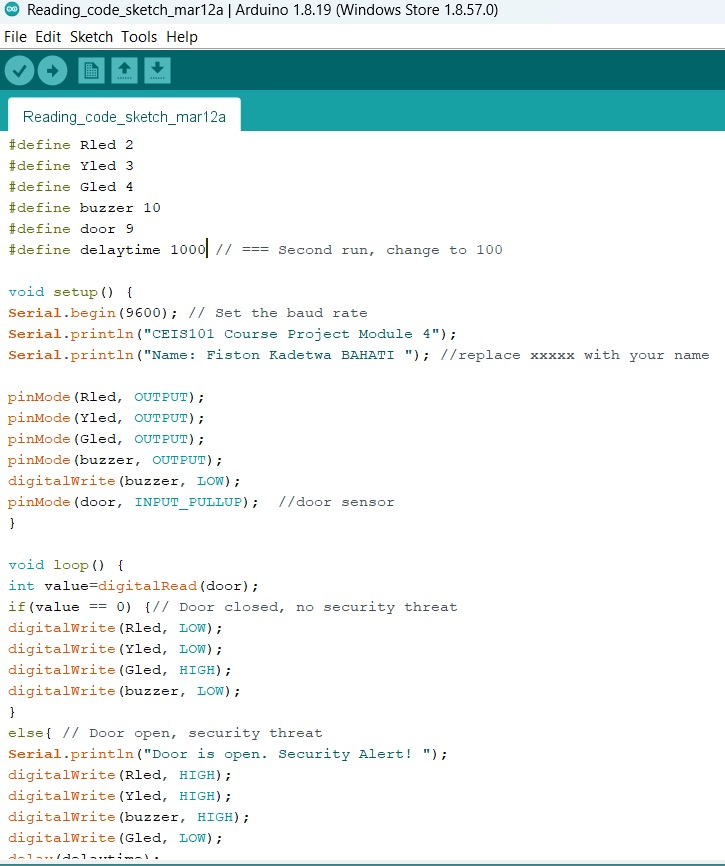 Reading_code_sketch_mar12a | Arduino 1.8.19 (Windows Store 1.8.57.0)
File Edit Sketch Tools Help
Reading_code_sketch_mar12a
#define Rled 2
#define Yled 3
#define Gled 4
#define buzzer 10
#define door 9
#define delaytime 1000 // === Second run, change to 100
void setup() {
Serial.begin(9600); // Set the baud rate
Serial.println("CEIS101 Course Project Module 4");
Serial.println("Name: Fiston Kadetwa BAHATI "); //replace xxxxx with your name
pinMode(Rled, OUTPUT);
pinMode(Yled, OUTPUT);
pinMode(Gled, OUTPUT);
pinMode(buzzer, OUTPUT);
digitalWrite(buzzer, LOW);
pinMode(door, INPUT_PULLUP);  //door sensor
}
void loop() {
int value=digitalRead(door);
if(value == 0) {// Door closed, no security threat
digitalWrite(Rled, LOW);
digitalWrite(Yled, LOW);
digitalWrite(Gled, HIGH);
digitalWrite(buzzer, LOW);
}
else{ // Door open, security threat
Serial.println("Door is open. Security Alert! ");
digitalWrite(Rled, HIGH);
digitalWrite(Yled, HIGH);
digitalWrite(buzzer, HIGH);
digitalWrite(Gled, LOW);
delay(delaytime);